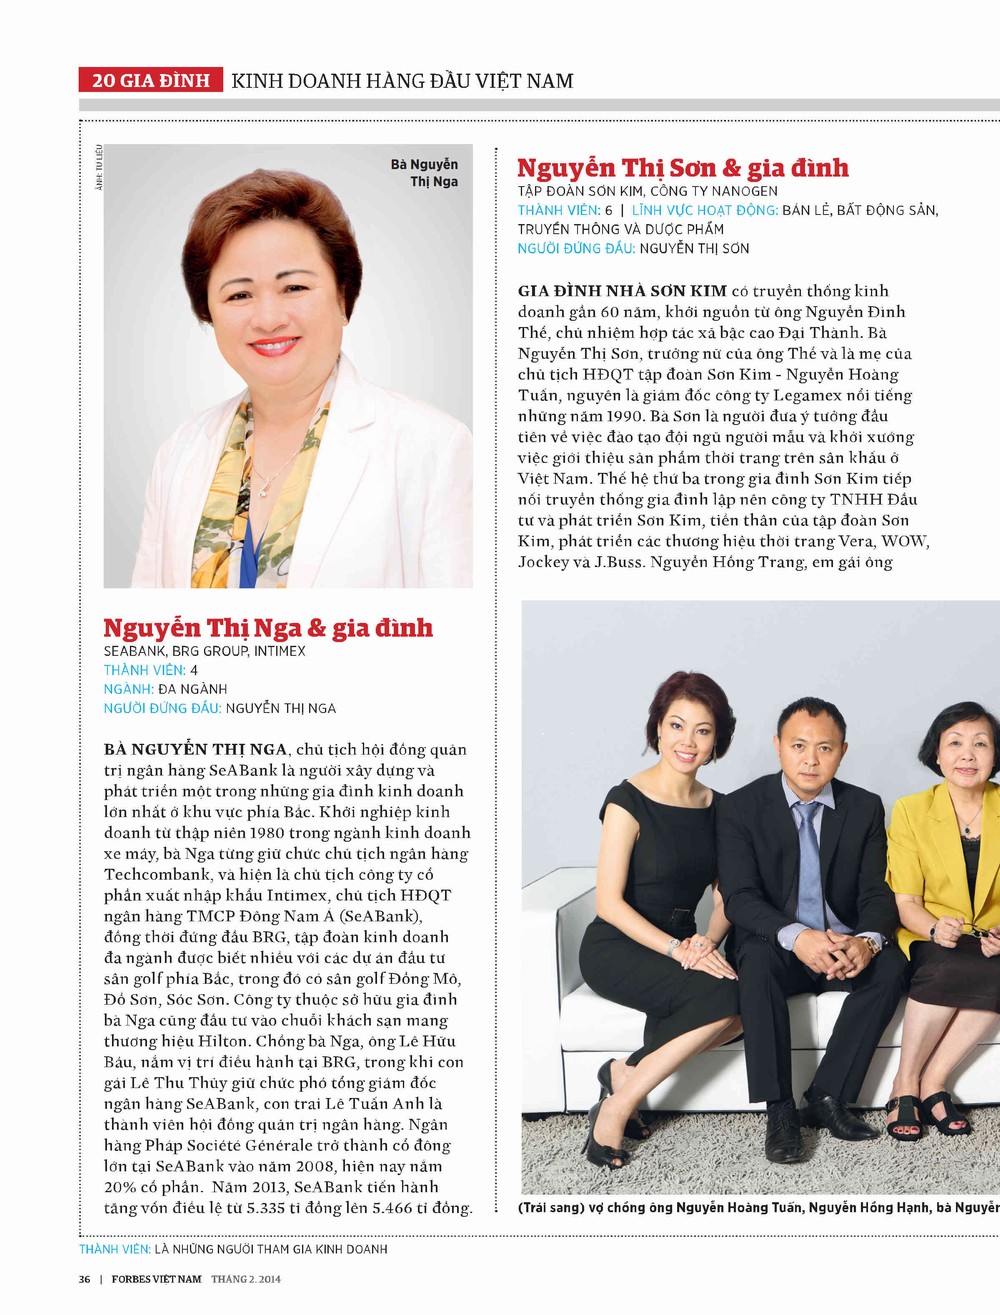 20 GIA ĐÌNH KINH DOANH HÀNG ĐẦU VIỆT NAM
ẢNH: TƯ LIỆU
Bà Nguyễn
Thị Nga
Nguyễn Thị Nga & gia đình
SEABANK, BRG GROUP, INTIMEX
THÀNH VIÊN: 4
NGÀNH: ĐA NGÀNH
NGƯỜI ĐỨNG ĐẦU: NGUYỄN THỊ NGA
BÀ NGUYỄN THỊ NGA, chủ tịch hội đồng quản
trị ngân hàng SeABank là người xây dựng và
phát triển một trong những gia đình kinh doanh
lớn nhất ở khu vực phía Bắc. Khởi nghiệp kinh
doanh từ thập niên 1980 trong ngành kinh doanh
xe máy, bà Nga từng giữ chức chủ tịch ngân hàng
Techcombank, và hiện là chủ tịch công ty cổ
phần xuất nhập khẩu Intimex, chủ tịch HĐQT
ngân hàng TMCP Đông Nam Á (SeABank),
đồng thời đứng đầu BRG, tập đoàn kinh doanh
đa ngành được biết nhiều với các dự án đầu tư
sân golf phía Bắc, trong đó có sân golf Đồng Mô,
Đồ Sơn, Sóc Sơn. Công ty thuộc sở hữu gia đình
bà Nga cũng đầu tư vào chuỗi khách sạn mang
thương hiệu Hilton. Chồng bà Nga, ông Lê Hữu
Báu, nắm vị trí điều hành tại BRG, trong khi con
gái Lê Thu Thủy giữ chức phó tổng giám đốc
ngân hàng SeABank, con trai Lê Tuấn Anh là
thành viên hội đồng quản trị ngân hàng. Ngân
hàng Pháp Société Générale trở thành cổ đông
lớn tại SeABank vào năm 2008, hiện nay nắm
20% cổ phần. Năm 2013, SeABank tiến hành
tăng vốn điều lệ từ 5.335 tỉ đồng lên 5.466 tỉ đồng.
Nguyễn Thị Sơn & gia đình
TẬP ĐOÀN SƠN KIM, CÔNG TY NANOGEN
THÀNH VIÊN: 6 | LĨNH VỰC HOẠT ĐỘNG: BÁN LẺ, BẤT ĐỘNG SẢN,
TRUYỀN THÔNG VÀ DƯỢC PHẨM
NGƯỜI ĐỨNG ĐẦU: NGUYỄN THỊ SƠN
GIA ĐÌNH NHÀ SƠN KIM có truyền thống kinh
doanh gần 60 năm, khởi nguồn từ ông Nguyễn Đình
Thế, chủ nhiệm hợp tác xã bậc cao Đại Thành. Bà
Nguyễn Thị Sơn, trưởng nữ của ông Thế và là mẹ của
chủ tịch HĐQT tập đoàn Sơn Kim - Nguyễn Hoàng
Tuấn, nguyên là giám đốc công ty Legamex nổi tiếng
những năm 1990. Bà Sơn là người đưa ý tưởng đầu
tiên về việc đào tạo đội ngũ người mẫu và khởi xướng
việc giới thiệu sản phẩm thời trang trên sân khấu ở
Việt Nam. Thế hệ thứ ba trong gia đình Sơn Kim tiếp
nối truyền thống gia đình lập nên công ty TNHH Đầu
tư và phát triển Sơn Kim, tiền thân của tập đoàn Sơn
Kim, phát triển các thương hiệu thời trang Vera, WOW,
Jockey và J.Buss. Nguyễn Hồng Trang, em gái ông
(Trái sang) vợ chồng ông Nguyễn Hoàng Tuấn, Nguyễn Hồng Hạnh, bà Nguyễn
THÀNH VIÊN: LÀ NHỮNG NGƯỜI THAM GIA KINH DOANH
36 | FORBES VIỆT NAM THÁNG 2. 2014